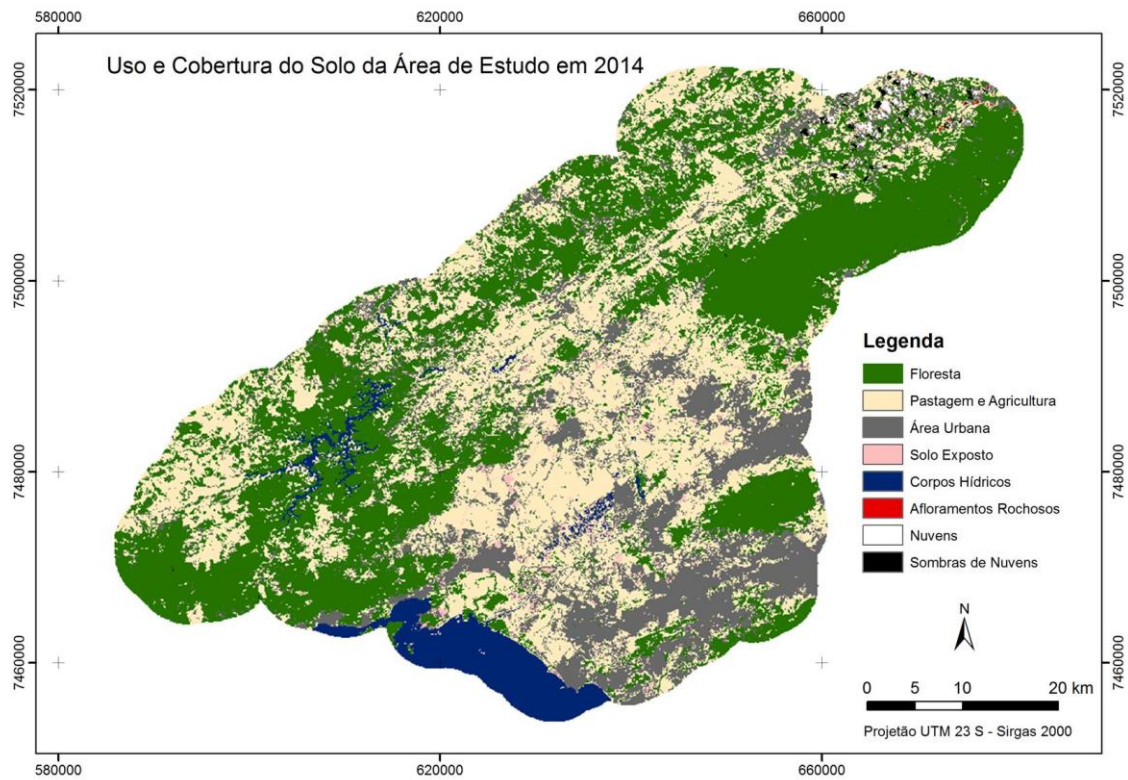 580000 620000 660000
Uso e Cobertura do Solo da Área de Estudo em 2014
7520000 7520000
7500000 7500000
Legenda
Floresta
Pastagem e Agricultura
Área Urbana
Solo Exposto
Corpos Hídricos
Afloramentos Rochosos
Nuvens
Sombras de Nuvens
7480000 7480000
N
7460000 7460000
0 5 10 20 km
Projetão UTM 23 S - Sirgas 2000
580000 620000 660000